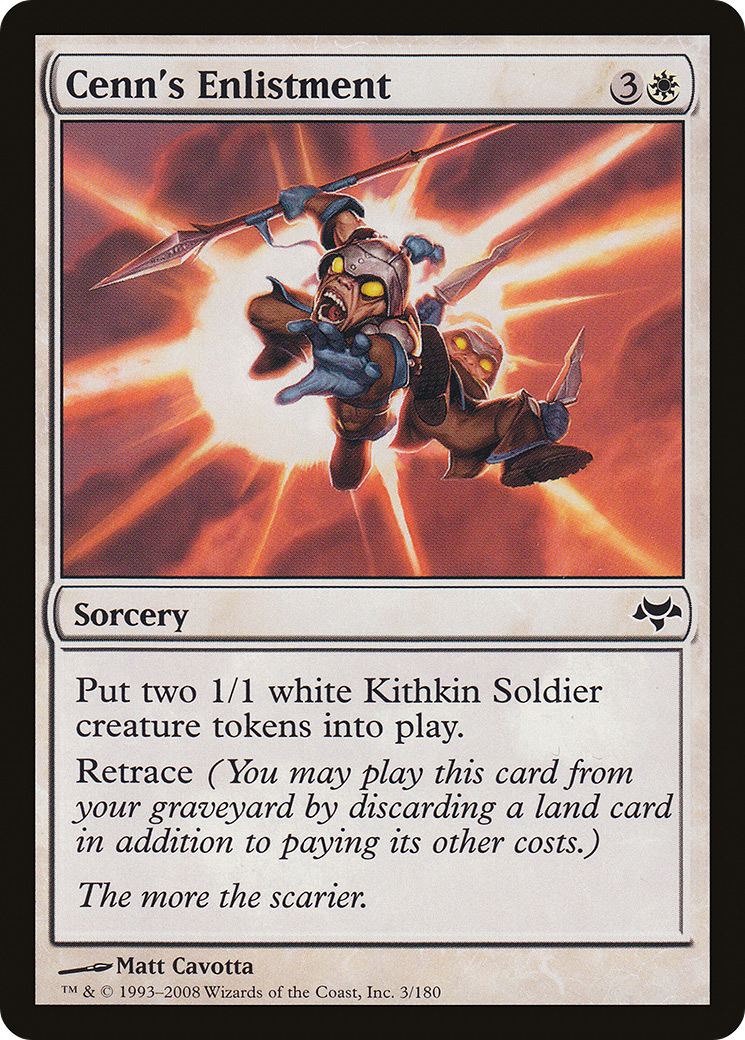 Cenn's Enlistment 3
Sorcery
Put two 1/1 white Kithkin Soldier
creature tokens into play.
Retrace (You may play this card from
your graveyard by discarding a land card
in addition to paying its other costs.)
The more the scarier.
Matt Cavotta
™ & © 1993–2008 Wizards of the Coast, Inc. 3/180